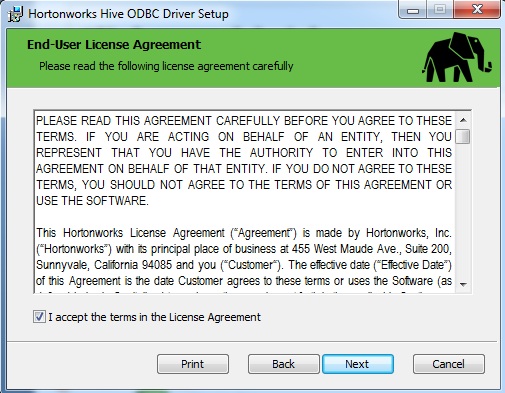 Hortonworks Hive ODBC Driver Setup
End-User License Agreement
Please read the following license agreement carefully
PLEASE READ THIS AGREEMENT CAREFULLY BEFORE YOU AGREE TO THESE
TERMS. IF YOU ARE ACTING ON BEHALF OF AN ENTITY, THEN YOU
REPRESENT THAT YOU HAVE THE AUTHORITY TO ENTER INTO THIS
AGREEMENT ON BEHALF OF THAT ENTITY. IF YOU DO NOT AGREE TO THESE
TERMS, YOU SHOULD NOT AGREE TO THE TERMS OF THIS AGREEMENT OR
USE THE SOFTWARE.
This Hortonworks License Agreement (“Agreement”) is made by Hortonworks, Inc.
(“Hortonworks”) with its principal place of business at 455 West Maude Ave., Suite 200,
Sunnyvale, California 94085 and you (“Customer”). The effective date (“Effective Date”)
of this Agreement is the date Customer agrees to these terms or uses the Software (as
I accept the terms in the License Agreement
Print Back Next Cancel